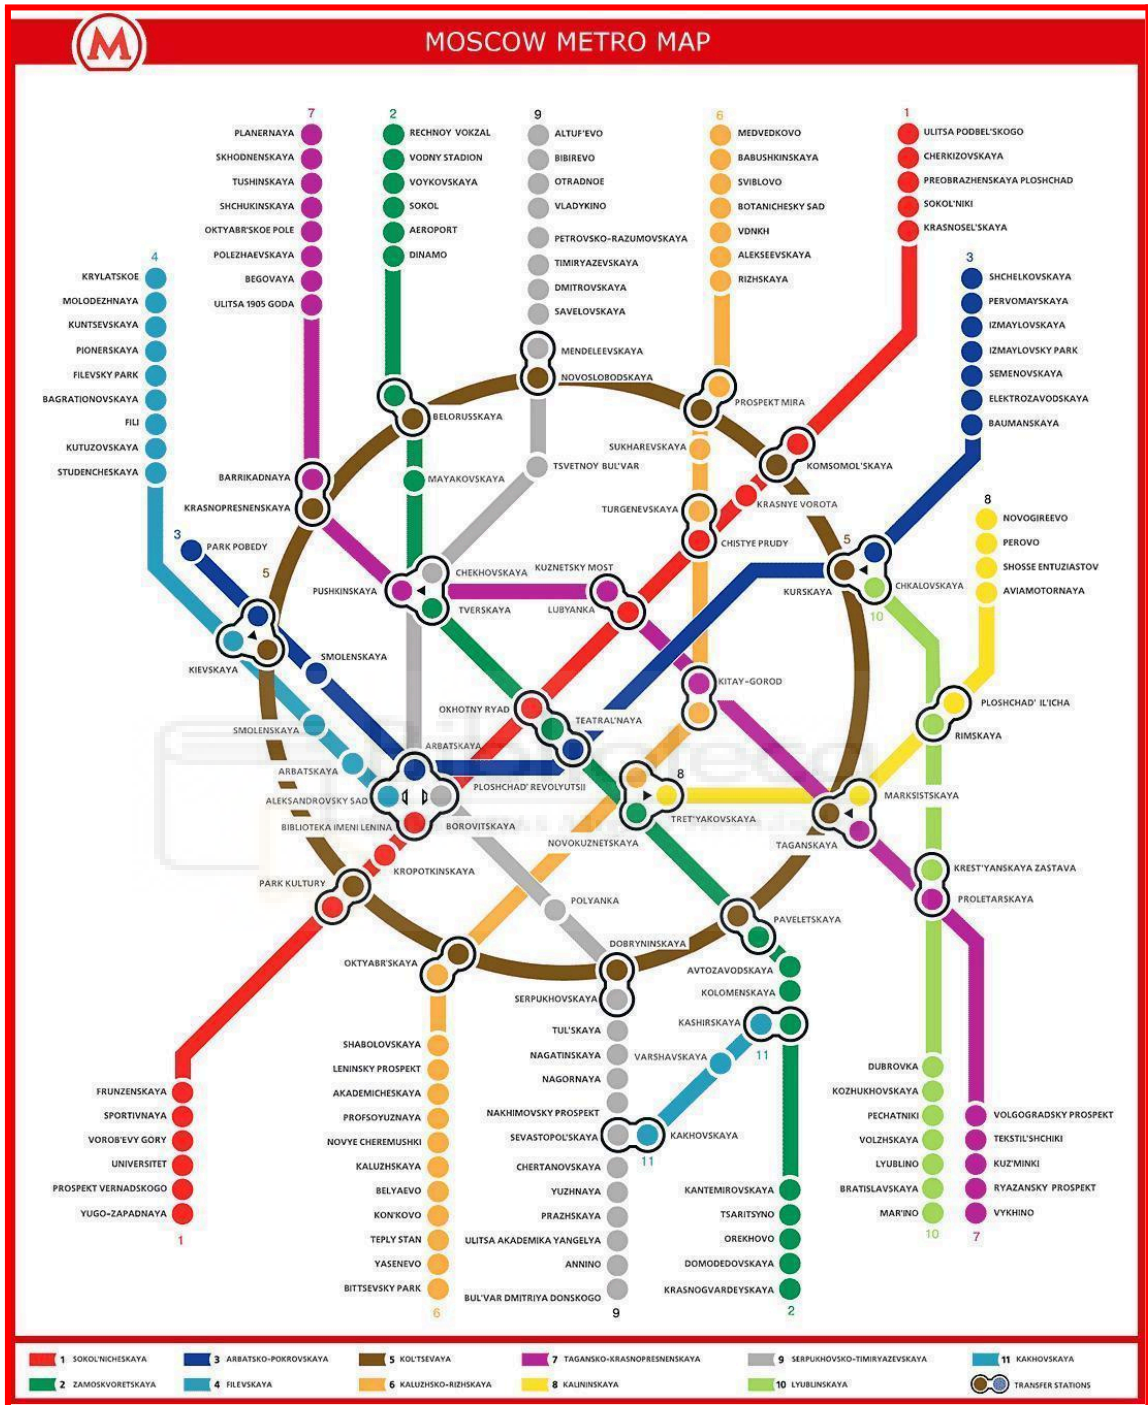 M
MOSCOW METRO MAP
7
PLANERNAYA
SKHODNENSKAYA
TUSHINSKAYA
SHCHUKINSKAYA
OKTYABR'SKOE POLE
POLEZHAEVSKAYA
BEGOVAYA
ULITSA 1905 GODA
2
RECHNOY VOKZAL
VODNY STADION
VOYKOVSKAYA
SOKOL
AEROPORT
DINAMO
9
ALTUF'EVO
BIBIREVO
OTRADNOE
VLADYKINO
PETROVSKO-RAZUMOVSKAYA
TIMIRYAZEVSKAYA
DMITROVSKAYA
SAVELOVSKAYA
MENDELEEVSKAYA
NOVOSLOBODSKAYA
6
MEDVEDKOVO
BABUSHKINSKAYA
SVIBLOVO
BOTANICHESKY SAD
VDNKH
ALEKSEEVSKAYA
RIZHSKAYA
1
ULITSA PODBEL'SKOGO
CHERKIZOVSKAYA
PREOBRAZHENSKAYA PLOSHCHAD
SOKOL'NIKI
KRASNOSEL'SKAYA
4
KRYLATSKOE
MOLODEZHNAYA
KUNTSEVSKAYA
PIONERSKAYA
FILEVSKY PARK
BAGRATIONOVSKAYA
FILI
KUTUZOVSKAYA
STUDENCHESKAYA
3
SHCHELKOVSKAYA
PERVOMAYSKAYA
IZMAYLOVSKAYA
IZMAYLOVSKY PARK
SEMENOVSKAYA
ELEKTROZAVODSKAYA
BAUMANSKAYA
8
NOVOGIREEVO
PEROVO
SHOSSE ENTUZIASTOV
AVIAMOTORNAYA
BELORUSSKAYA
PROSPEKT MIRA
SUKHAREVSKAYA
KOMSOMOL'SKAYA
TSVETNOY BUL'VAR
MAYAKOVSKAYA
BARRIKADNAYA
KRASNOPRESNENSKAYA
TURGENEVSKAYA
KRASNYE VOROTA
CHISTYE PRUDY
3
PARK POBEDY
5
5
KUZNETSKY MOST
CHEKHOVSKAYA
PUSHKINSKAYA
TVERSKAYA
LUBYANKA
KURSKAYA
CHKALOVSKAYA
10
KIEVSKAYA
SMOLENSKAYA
KITAY-GOROD
OKHOTNY RYAD
TEATRAL'NAYA
PLOSHCHAD' IL'ICHA
RIMSKAYA
SMOLENSKAYA
ARBATSKAYA
ARBATSKAYA
PLOSHCHAD' REVOLYUTSII
8
ALEKSANDROVSKY SAD
MARKSISTSKAYA
TRET'YAKOVSKAYA
BIBLIOTEKA IMENI LENINA
BOROVITSKAYA
NOVOKUZNETSKAYA
TAGANSKAYA
KROPOTKINSKAYA
PARK KULTURY
KREST'YANSKAYA ZASTAVA
PROLETARSKAYA
POLYANKA
PAVELETSKAYA
DOBRYNINSKAYA
OKTYABR'SKAYA
AVTOZAVODSKAYA
KOLOMENSKAYA
SERPUKHOVSKAYA
KASHIRSKAYA
11
VARSHAVSKAYA
KAKHOVSKAYA
11
FRUNZENSKAYA
SPORTIVNAYA
VOROB'EVY GORY
UNIVERSITET
PROSPEKT VERNADSKOGO
YUGO-ZAPADNAYA
1
SHABOLOVSKAYA
LENINSKY PROSPEKT
AKADEMICHESKAYA
PROFSOYUZNAYA
NOVYE CHEREMUSHKI
KALUZHSKAYA
BELYAEVO
KON'KOVO
TEPLY STAN
YASENEVO
BITTSEVSKY PARK
6
TUL'SKAYA
NAGATINSKAYA
NAGORNAYA
NAKHIMOVSKY PROSPEKT
SEVASTOPOL'SKAYA
CHERTANOVSKAYA
YUZHNAYA
PRAZHSKAYA
ULITSA AKADEMIKA YANGELYA
ANNINO
BUL'VAR DMITRIYA DONSKOGO
9
KANTEMIROVSKAYA
TSARITSYNO
OREKHOVO
DOMODEDOVSKAYA
KRASNOGVARDEYSKAYA
2
DUBROVKA
KOZHUKHOVSKAYA
PECHATNIKI
VOLZHSKAYA
LYUBLINO
BRATISLAVSKAYA
MAR'INO
10
VOLGOGRADSKY PROSPEKT
TEKSTIL'SHCHIKI
KUZ'MINKI
RYAZANSKY PROSPEKT
VYKHINO
7
1 SOKOL'NICHESKAYA
3 ARBATSKO-POKROVSKAYA
5 KOL'TSEVAYA
7 TAGANSKO-KRASNOPRESNENSKAYA
9 SERPUKHOVSKO-TIMIRYAZEVSKAYA
11 KAKHOVSKAYA
2 ZAMOSKVORETSKAYA
4 FILEVSKAYA
6 KALUZHSKO-RIZHSKAYA
8 KALININSKAYA
10 LYUBLINSKAYA
TRANSFER STATIONS